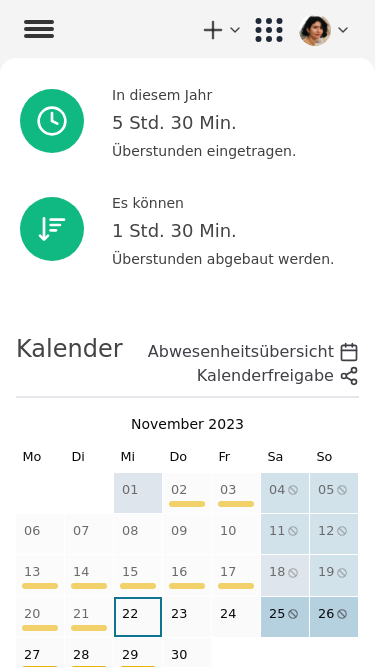 In diesem Jahr
5 Std. 30 Min.
Überstunden eingetragen.
Es können
1 Std. 30 Min.
Überstunden abgebaut werden.
Kalender
Abwesenheitsübersicht
Kalenderfreigabe
November 2023
Mo Di Mi Do Fr Sa So
01 02 03 04 05
06 07 08 09 10 11 12
13 14 15 16 17 18 19
20 21 22 23 24 25 26
27 28 29 30